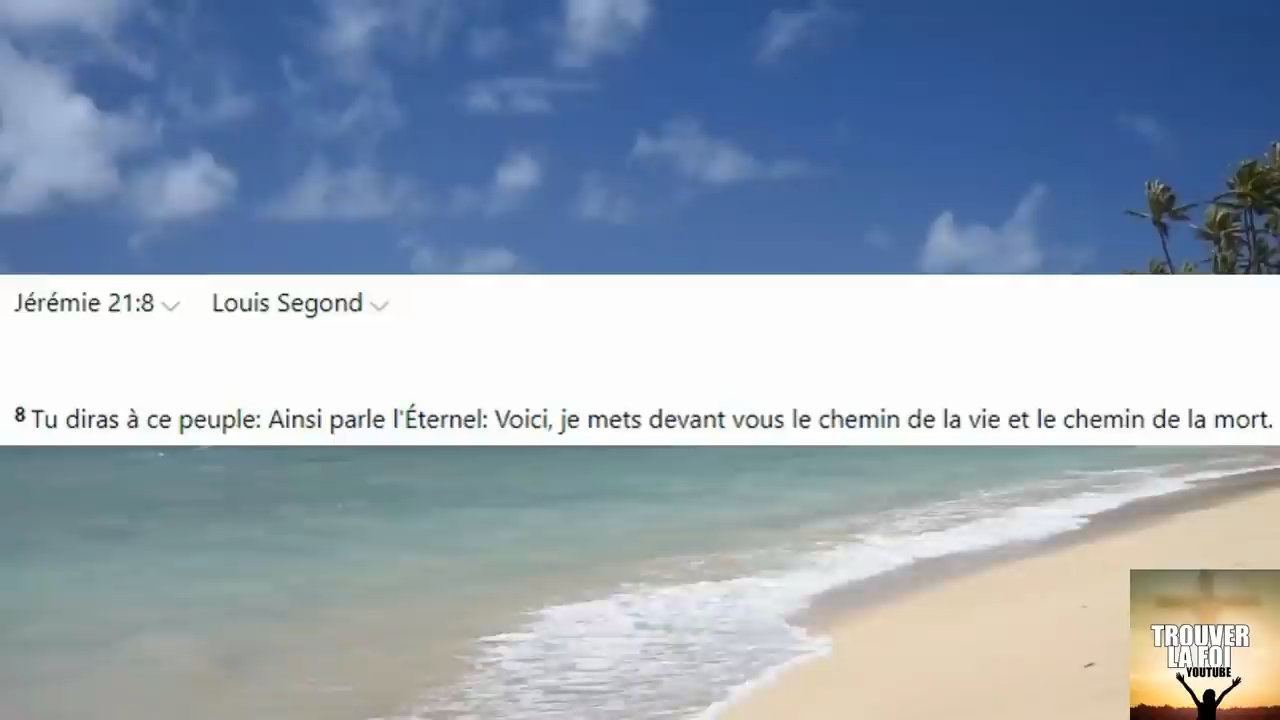 Jérémie 21:8 Louis Segond
8 Tu diras à ce peuple: Ainsi parle l'Éternel: Voici, je mets devant vous le chemin de la vie et le chemin de la mort.
TROUVER
LA FOI
YOUTUBE